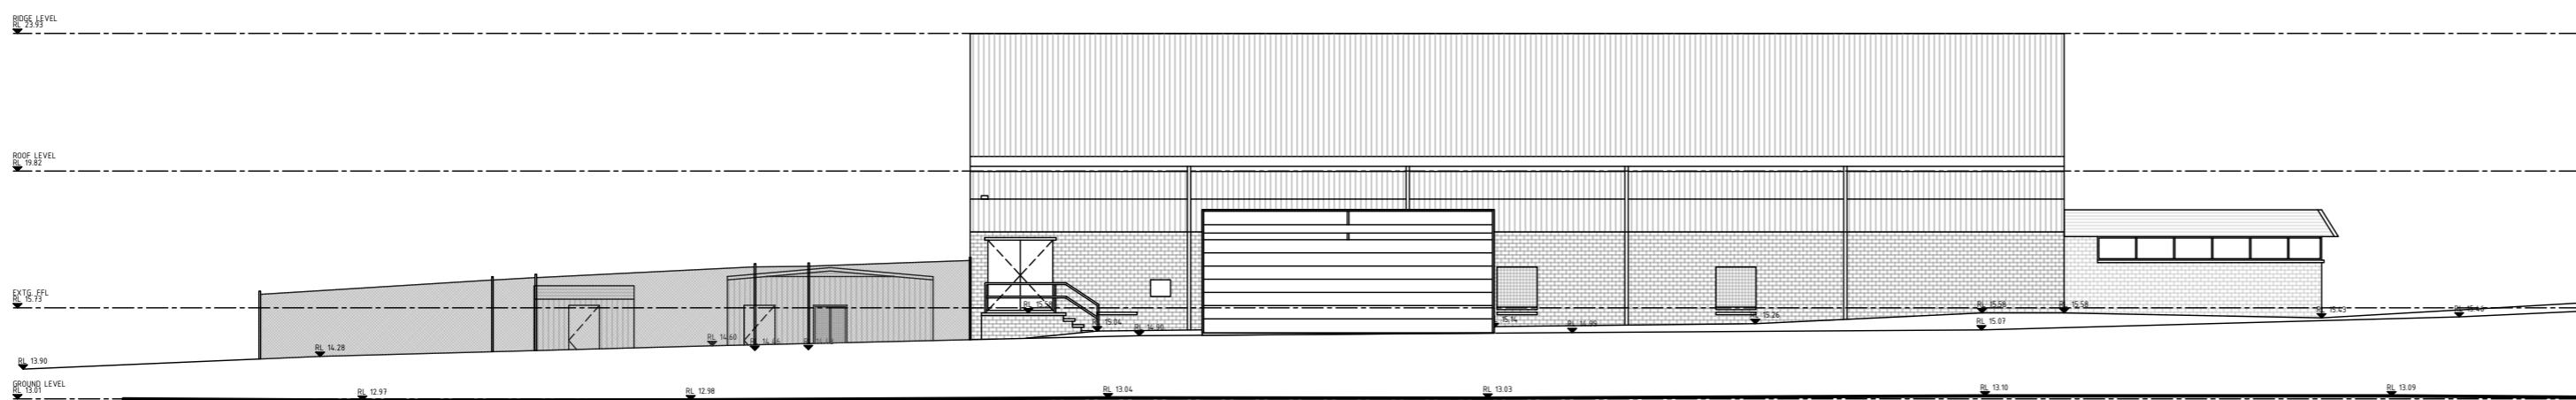 RIDGE LEVEL
RL 23.93
ROOF LEVEL
RL 19.82
EXTG. FFL
RL 15.73
RL 15.58
RL 15.58
RL 15.43
RL 15.26
15.14
RL 15.04
RL 14.90
RL 14.99
RL 15.07
RL 14.60
RL 14.28
RL 13.90
GROUND LEVEL
RL 13.01
RL 12.97
RL 12.98
RL 13.04
RL 13.03
RL 13.10
RL 13.09